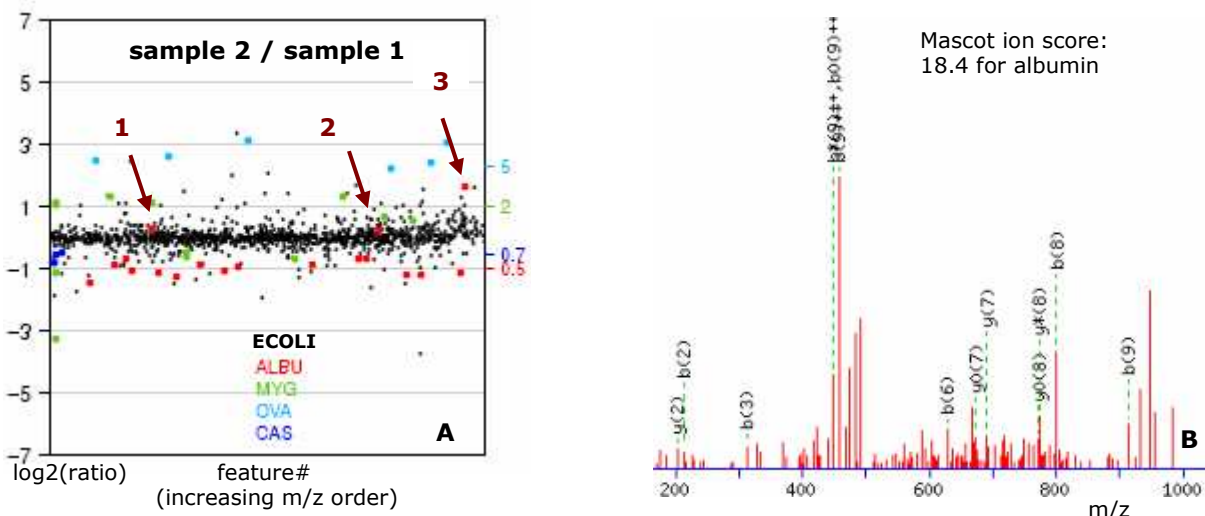 7
5
3
1
−1
−3
−5
−7
sample 2 / sample 1
1
2
3
5
2
0.7
0.5
ECOLI
ALBU
MYG
OVA
CAS
A
log2(ratio)
feature#
(increasing m/z order)
Mascot ion score:
18.4 for albumin
y(2)
b(2)
b(3)
b(6)
y0(7)
y(7)
y0(8)
y*(8)
b(8)
b(9)
B
200
400
600
800
1000
m/z